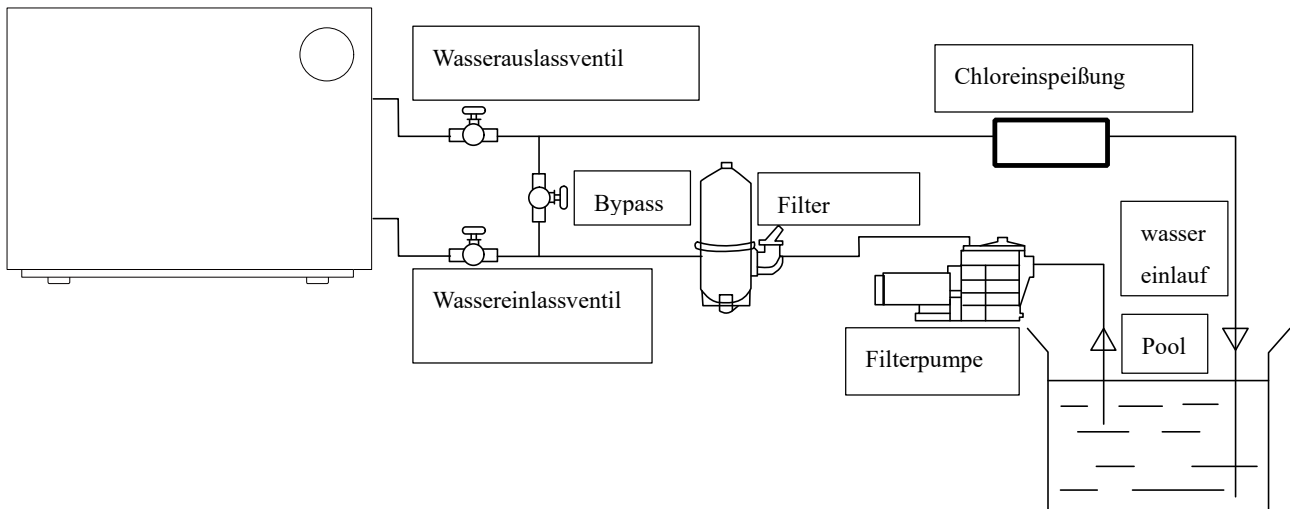 Wasserauslassventil
Chloreinspeißung
Bypass
Filter
wasser
einlauf
Wassereinlassventil
Filterpumpe
Pool